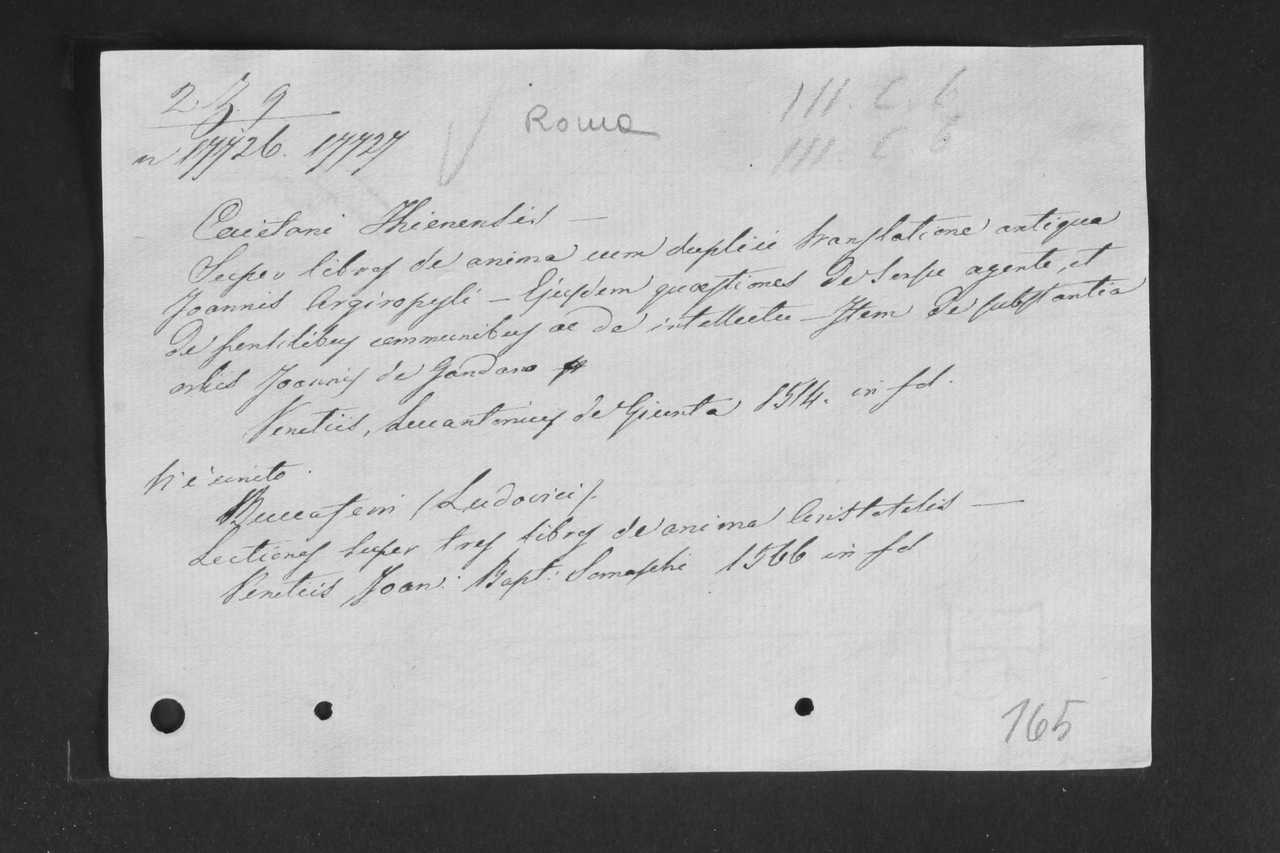 2. Z. 9
Roma
III. C. 6
III. C. 6
n 17726. 17727
Caietani Thienensis —
Super libros de anima cum duplici translatione antiqua
Joannis Argiropyli — Ejusdem quæstiones de sensu agente, et
de sensibilibus communibus ac de intellectu — Item de substantia
orbis Joannis de Gandavo
Venetiis, Lucantonius de Giunta 1514. in fol.
Vi è unito.
Buccaferri (Ludovici).
Lectiones super tres libros de anima Aristotelis —
Venetiis Joan: Bapt: Somaschi 1566 in fol
165